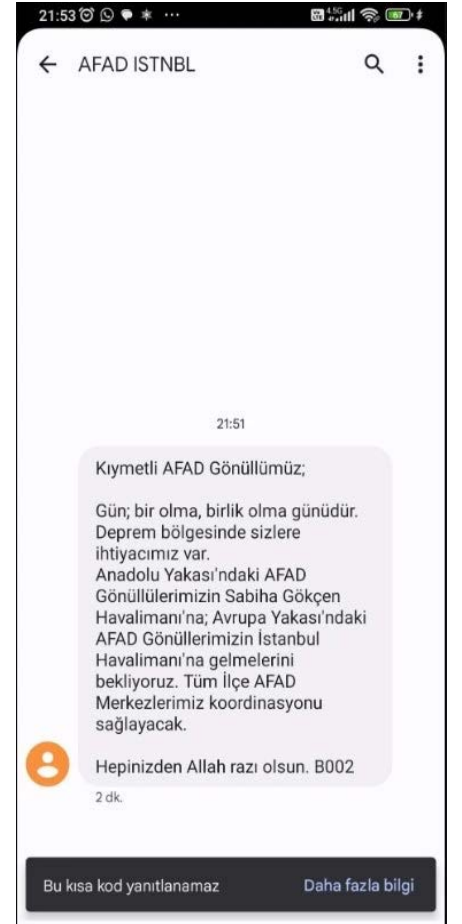 21:53
4.5G
67
AFAD ISTNBL
21:51
Kıymetli AFAD Gönüllümüz;
Gün; bir olma, birlik olma günüdür.
Deprem bölgesinde sizlere
ihtiyacımız var.
Anadolu Yakası'ndaki AFAD
Gönüllülerimizin Sabiha Gökçen
Havalimanı'na; Avrupa Yakası'ndaki
AFAD Gönüllerimizin İstanbul
Havalimanı'na gelmelerini
bekliyoruz. Tüm İlçe AFAD
Merkezlerimiz koordinasyonu
sağlayacak.
Hepinizden Allah razı olsun. B002
2 dk.
Bu kısa kod yanıtlanamaz Daha fazla bilgi